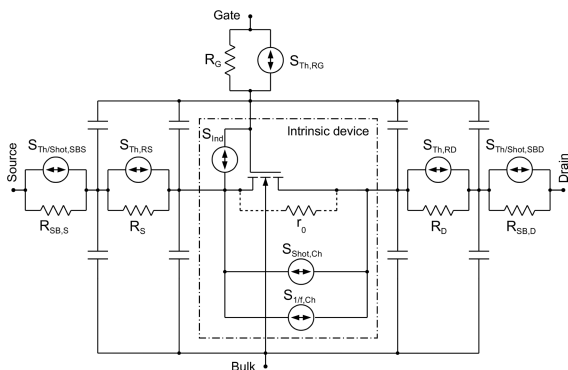 Gate
R_G
S_Th,RG
S_Ind
Intrinsic device
Source
S_Th/Shot,SBS
S_Th,RS
S_Th,RD
S_Th/Shot,SBD
Drain
R_SB,S
R_S
r_0
R_D
R_SB,D
S_Shot,Ch
S_1/f,Ch
Bulk